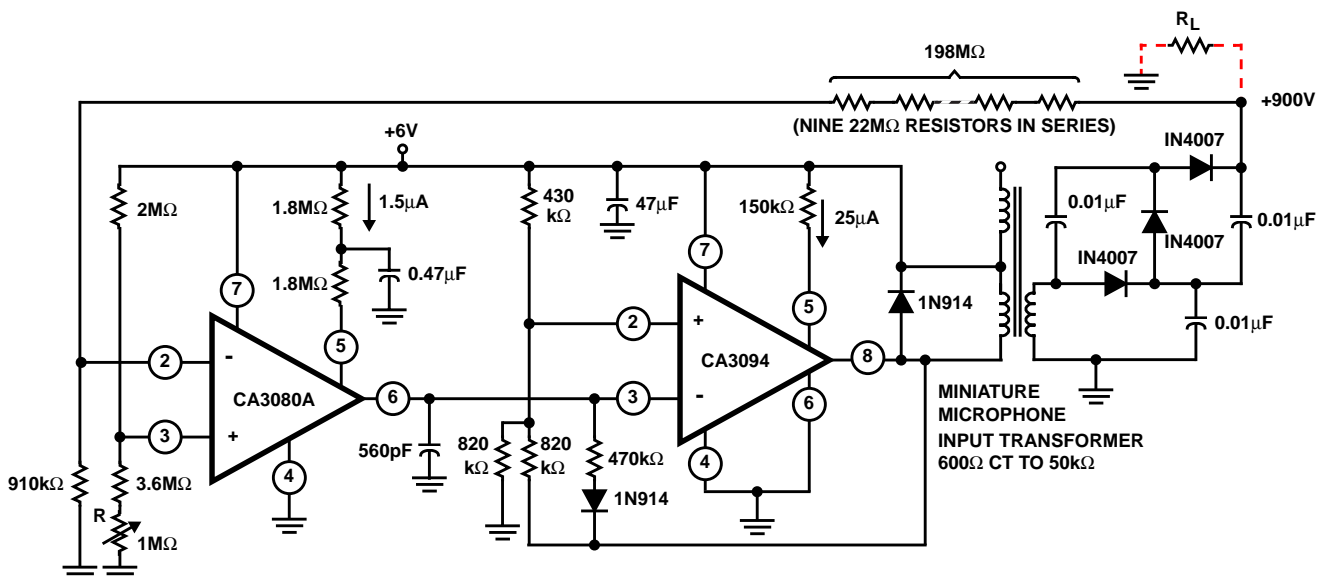 R_L
198MΩ
+900V
(NINE 22MΩ RESISTORS IN SERIES)
+6V
IN4007
2MΩ
1.8MΩ
1.5µA
430
kΩ
47µF
150kΩ
25µA
0.01µF
IN4007
0.01µF
1.8MΩ
0.47µF
7
7
5
5
1N914
0.01µF
2
-
CA3080A
6
2
+
CA3094
8
3
+
3
-
6
4
4
560pF
820
kΩ
820
kΩ
470kΩ
1N914
MINIATURE
MICROPHONE
INPUT TRANSFORMER
600Ω CT TO 50kΩ
910kΩ
3.6MΩ
R
1MΩ